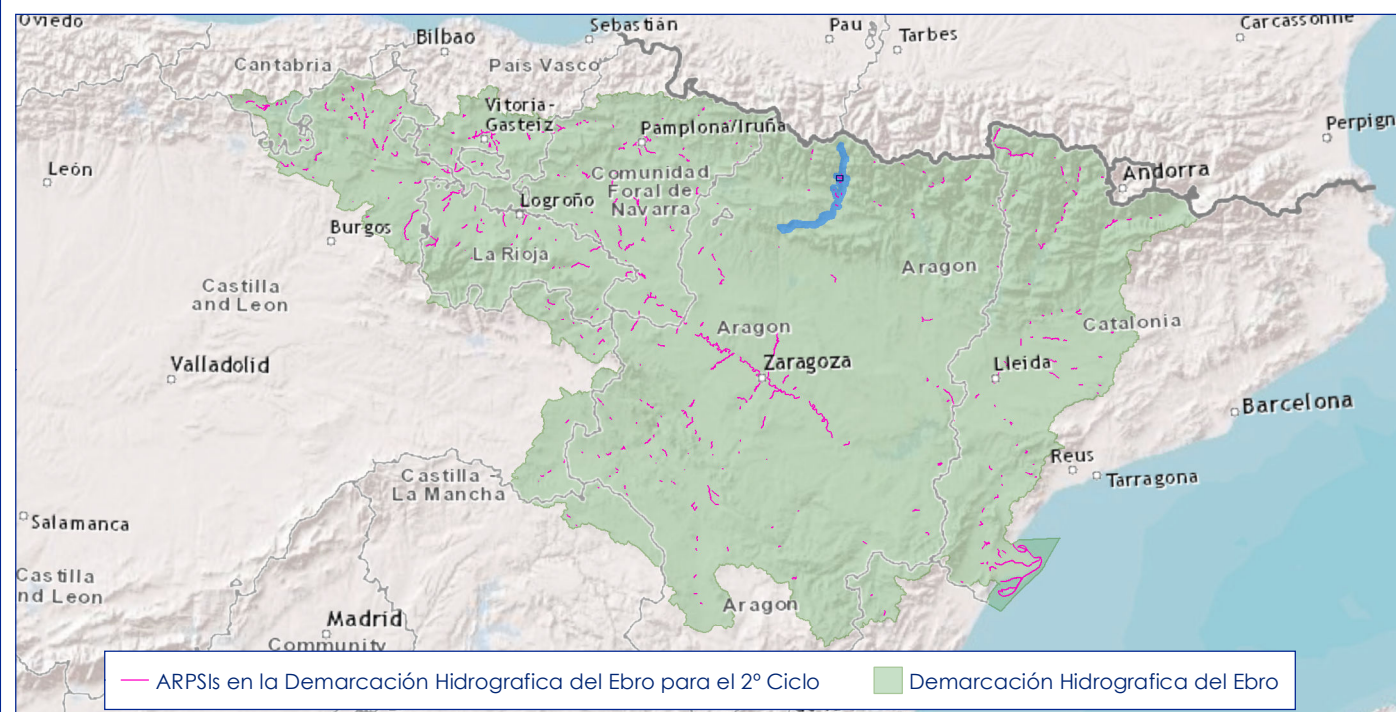 Oviedo
Sebastián
Pau
Carcassonne
Bilbao
Tarbes
Cantabria
País Vasco
Vitoria-
Gasteiz
Perpign
Pamplona/Iruña
León
Andorra
Comunidad
Foral de
Navarra
Logroño
Burgos
La Rioja
Aragon
Castilla
and Leon
Aragon
Catalonia
Valladolid
Zaragoza
Lleida
Barcelona
Reus
Castilla
La Mancha
Tarragona
Salamanca
Castilla
nd Leon
Aragon
Madrid
Community
ARPSIs en la Demarcación Hidrografica del Ebro para el 2º Ciclo
Demarcación Hidrografica del Ebro